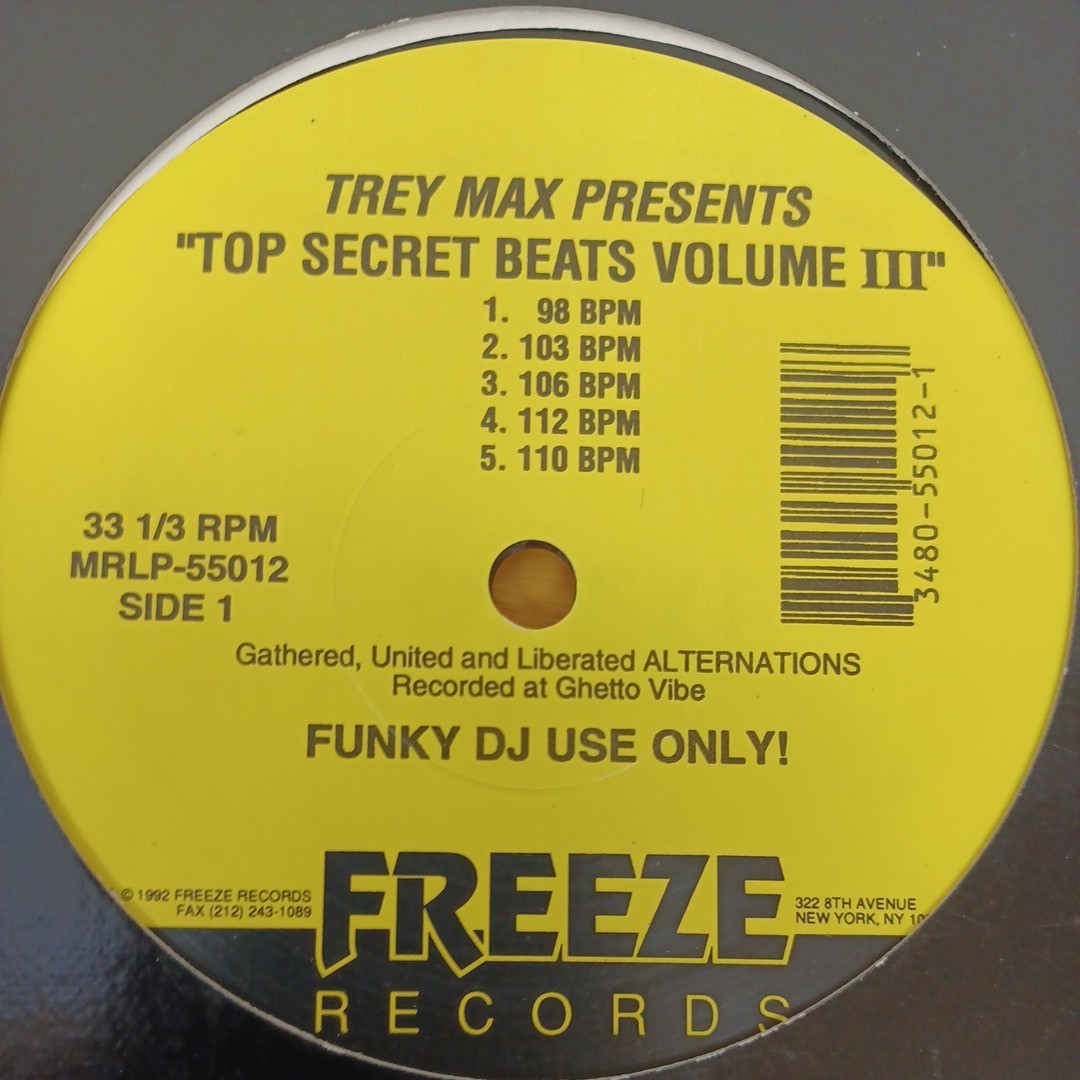 TREY MAX PRESENTS
"TOP SECRET BEATS VOLUME III"
1. 98 BPM
2. 103 BPM
3. 106 BPM
4. 112 BPM
5. 110 BPM
3480-55012-1
33 1/3 RPM
MRLP-55012
SIDE 1
Gathered, United and Liberated ALTERNATIONS
Recorded at Ghetto Vibe
FUNKY DJ USE ONLY!
© 1992 FREEZE RECORDS
FAX (212) 243-1089
FREEZE
RECORDS
322 8TH AVENUE
NEW YORK, NY